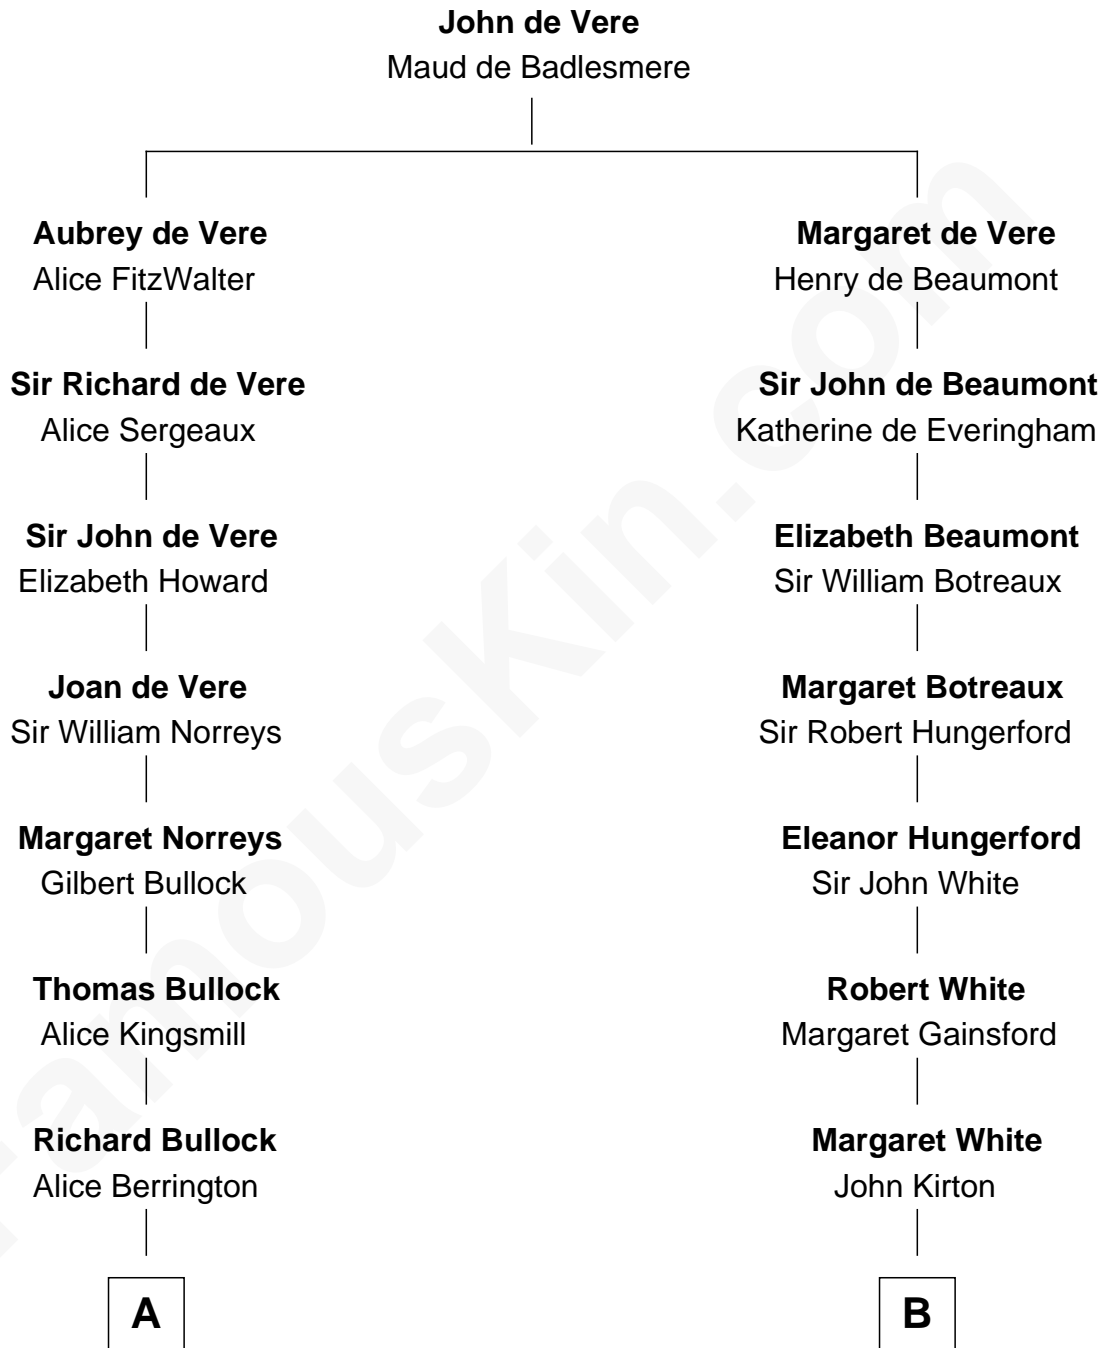 John de Vere
Maud de Badlesmere
Aubrey de Vere
Alice FitzWalter
Margaret de Vere
Henry de Beaumont
Sir Richard de Vere
Alice Sergeaux
Sir John de Beaumont
Katherine de Everingham
Sir John de Vere
Elizabeth Howard
Elizabeth Beaumont
Sir William Botreaux
Joan de Vere
Sir William Norreys
Margaret Botreaux
Sir Robert Hungerford
Margaret Norreys
Gilbert Bullock
Eleanor Hungerford
Sir John White
Thomas Bullock
Alice Kingsmill
Robert White
Margaret Gainsford
Richard Bullock
Alice Berrington
Margaret White
John Kirton
A
B
FamousKin.com